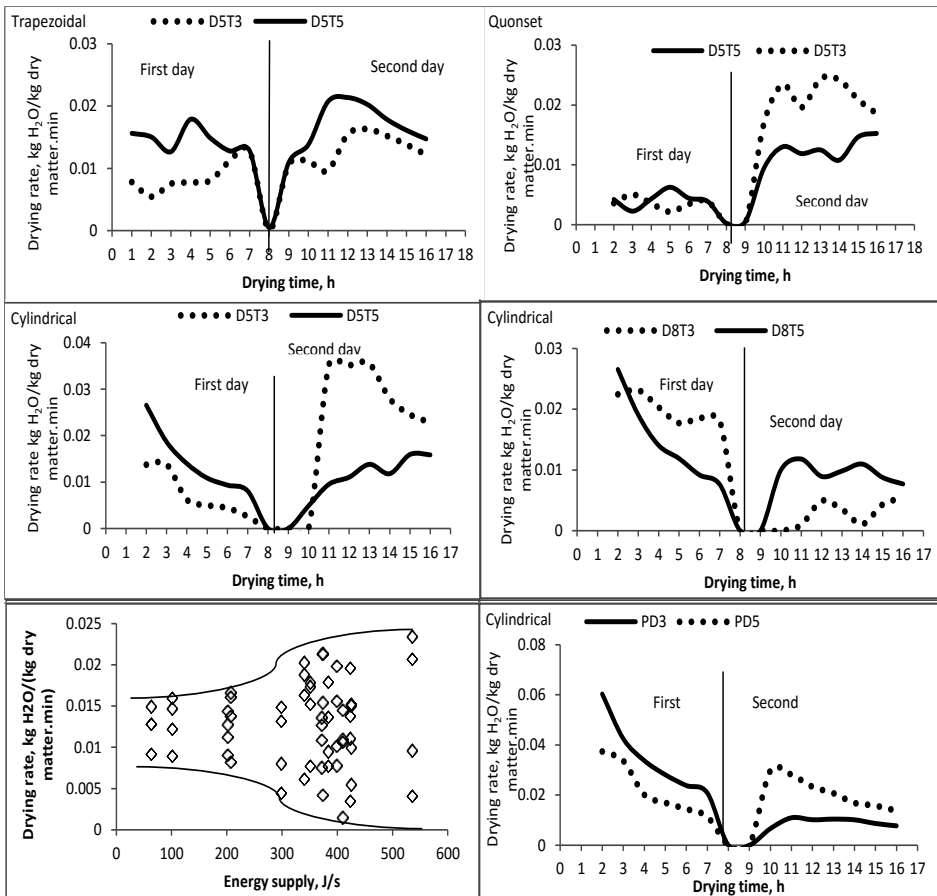 Trapezoidal
D5T3 D5T5
Drying rate, kg H2O/kg dry
matter.min
0.03
0.02
0.01
0
First day
Second day
1 2 3 4 5 6 7 8 9 10 11 12 13 14 15 16 17 18
Drying time, h
Quonset
D5T5 D5T3
Drying rate, kg H2O/kg dry
matter.min
0.03
0.02
0.01
0
First day
Second day
0 1 2 3 4 5 6 7 8 9 10 11 12 13 14 15 16 17
Drying time, h
Cylindrical
D5T3 D5T5
Drying rate kg H2O/kg dry
matter.min
0.04
0.03
0.02
0.01
0
First day
Second day
0 1 2 3 4 5 6 7 8 9 10 11 12 13 14 15 16 17
Drying time, h
Cylindrical
D8T3 D8T5
Drying rate kg H2O/kg dry
matter.min
0.03
0.02
0.01
0
First day
Second day
0 1 2 3 4 5 6 7 8 9 10 11 12 13 14 15 16 17
Drying time, h
Drying rate, kg H2O/(kg dry
matter.min)
0.025
0.02
0.015
0.01
0.005
0
0 100 200 300 400 500 600
Energy supply, J/s
Cylindrical
PD3 PD5
Drying rate, kg H2O/kg dry
matter.min
0.08
0.06
0.04
0.02
0
First
Second
0 1 2 3 4 5 6 7 8 9 10 11 12 13 14 15 16 17
Drying time, h